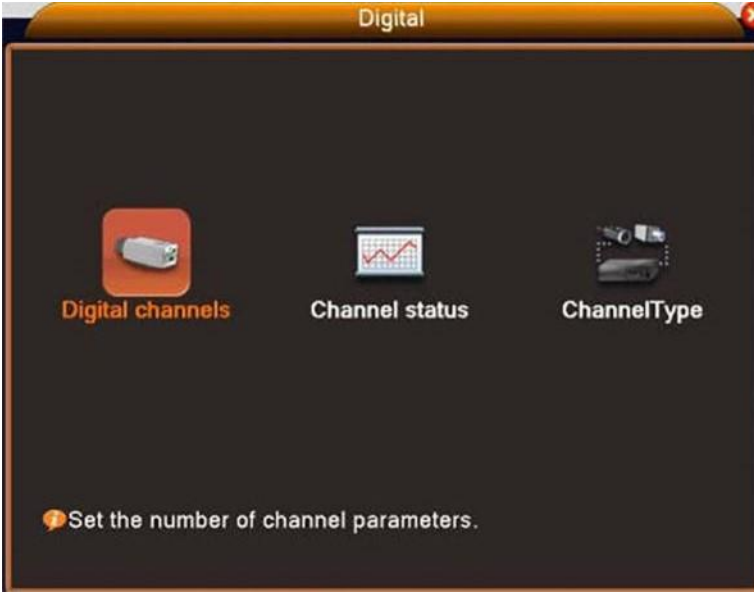 Digital
Digital channels
Channel status
ChannelType
Set the number of channel parameters.